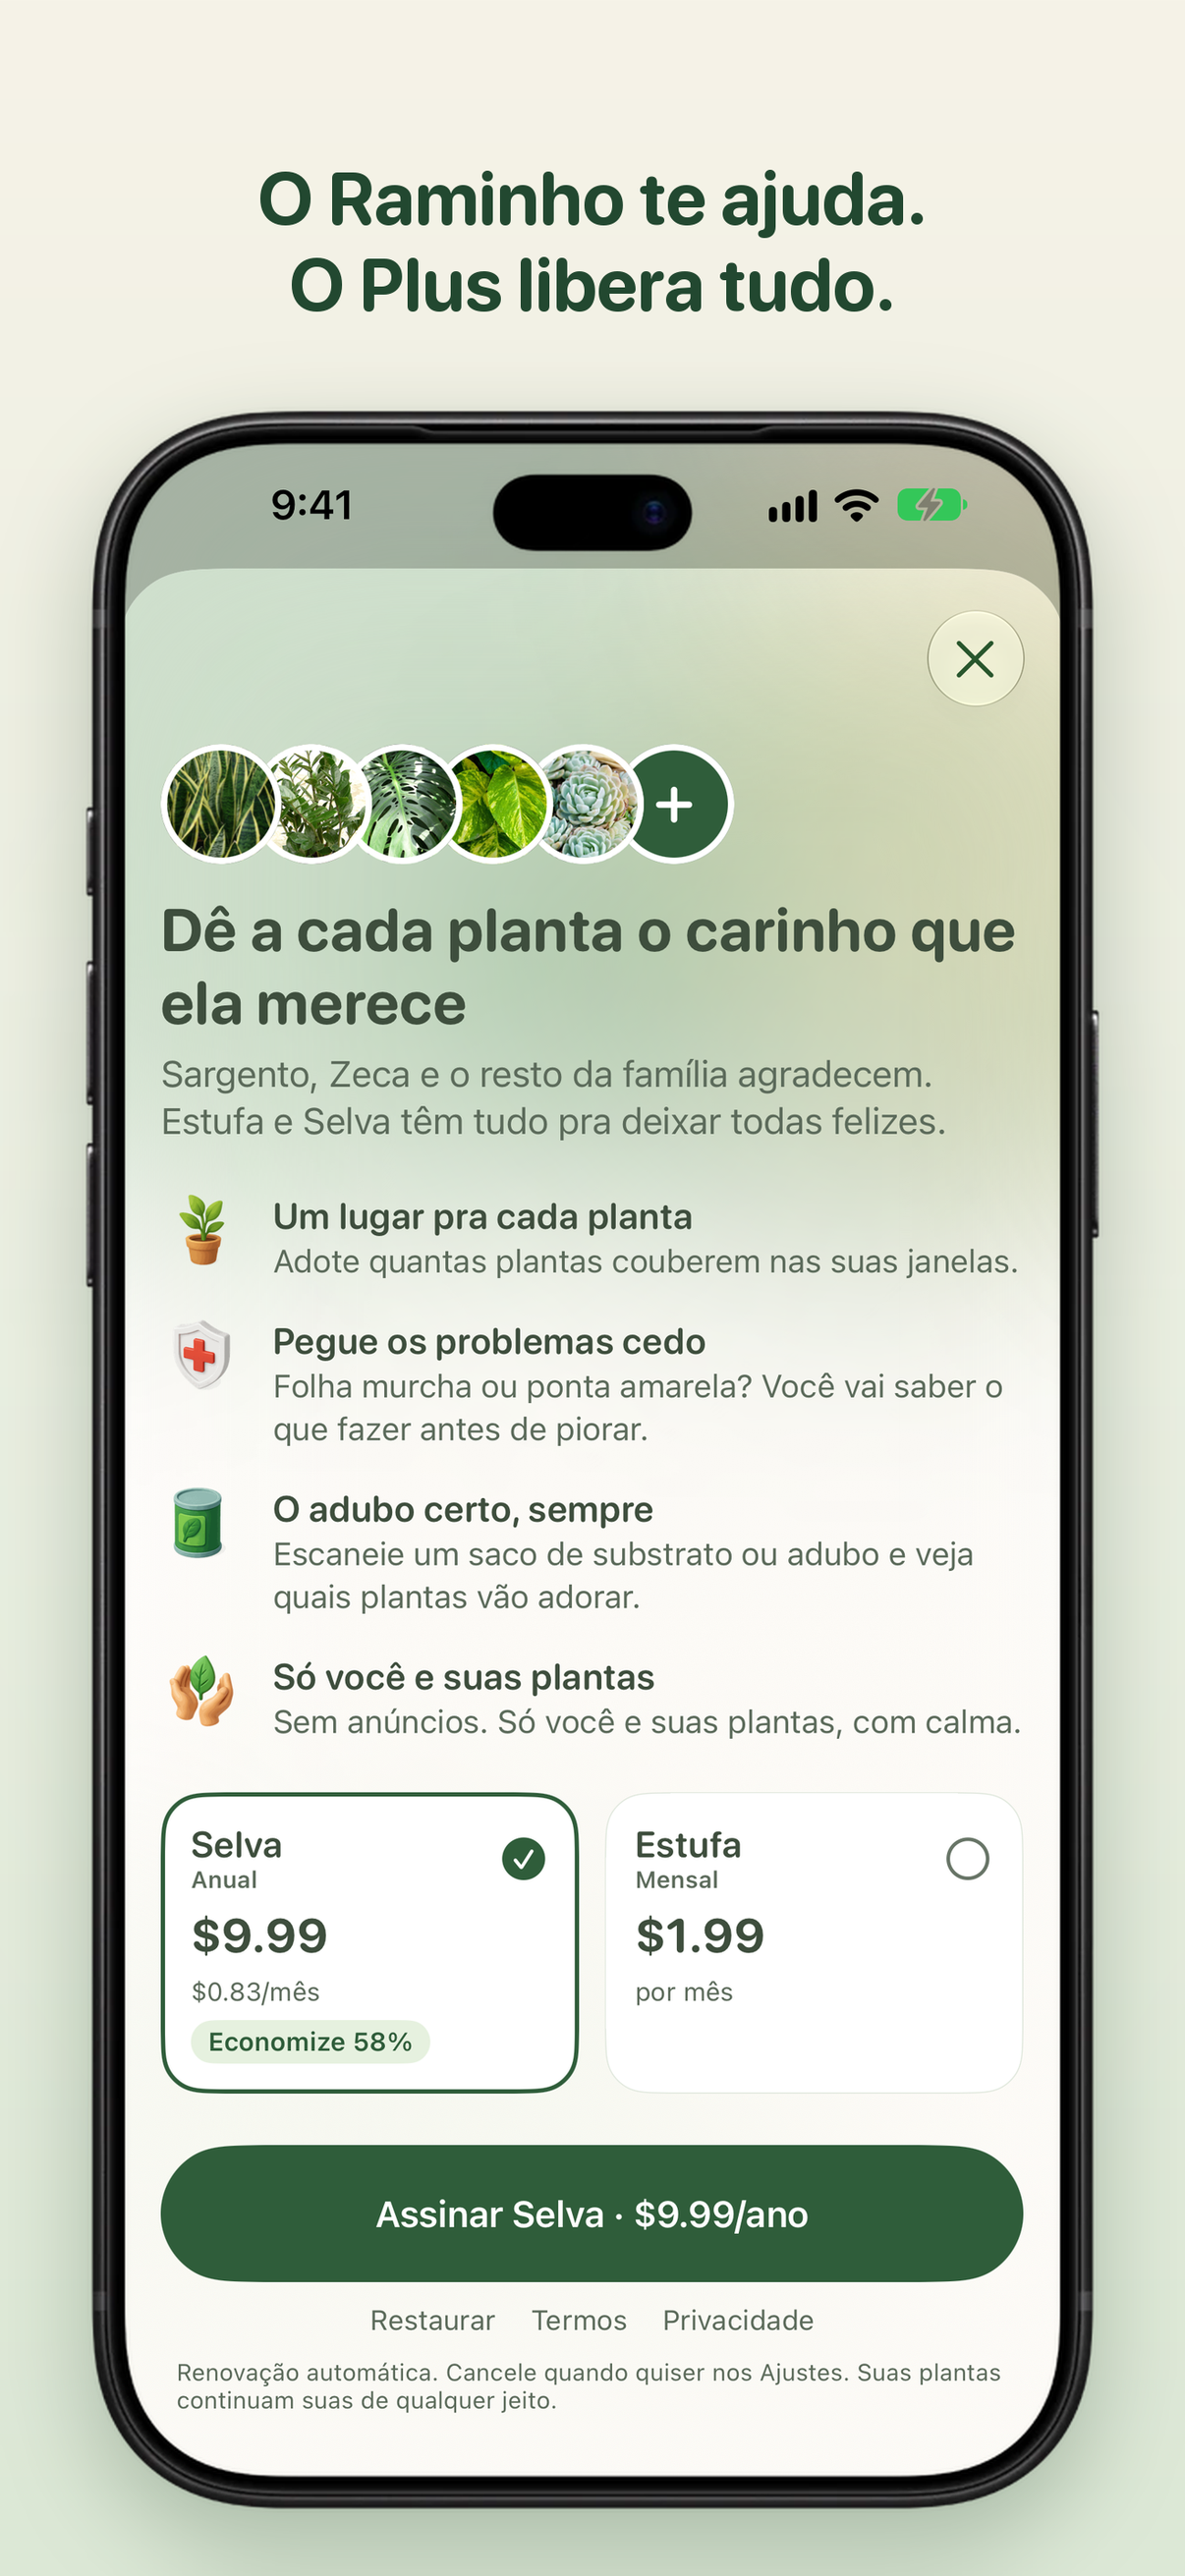 O Raminho te ajuda.
O Plus libera tudo.
9:41
Dê a cada planta o carinho que
ela merece
Sargento, Zeca e o resto da família agradecem.
Estufa e Selva têm tudo pra deixar todas felizes.
Um lugar pra cada planta
Adote quantas plantas couberem nas suas janelas.
Pegue os problemas cedo
Folha murcha ou ponta amarela? Você vai saber o
que fazer antes de piorar.
O adubo certo, sempre
Escaneie um saco de substrato ou adubo e veja
quais plantas vão adorar.
Só você e suas plantas
Sem anúncios. Só você e suas plantas, com calma.
Selva
Anual
$9.99
$0.83/mês
Economize 58%
Estufa
Mensal
$1.99
por mês
Assinar Selva · $9.99/ano
Restaurar Termos Privacidade
Renovação automática. Cancele quando quiser nos Ajustes. Suas plantas
continuam suas de qualquer jeito.